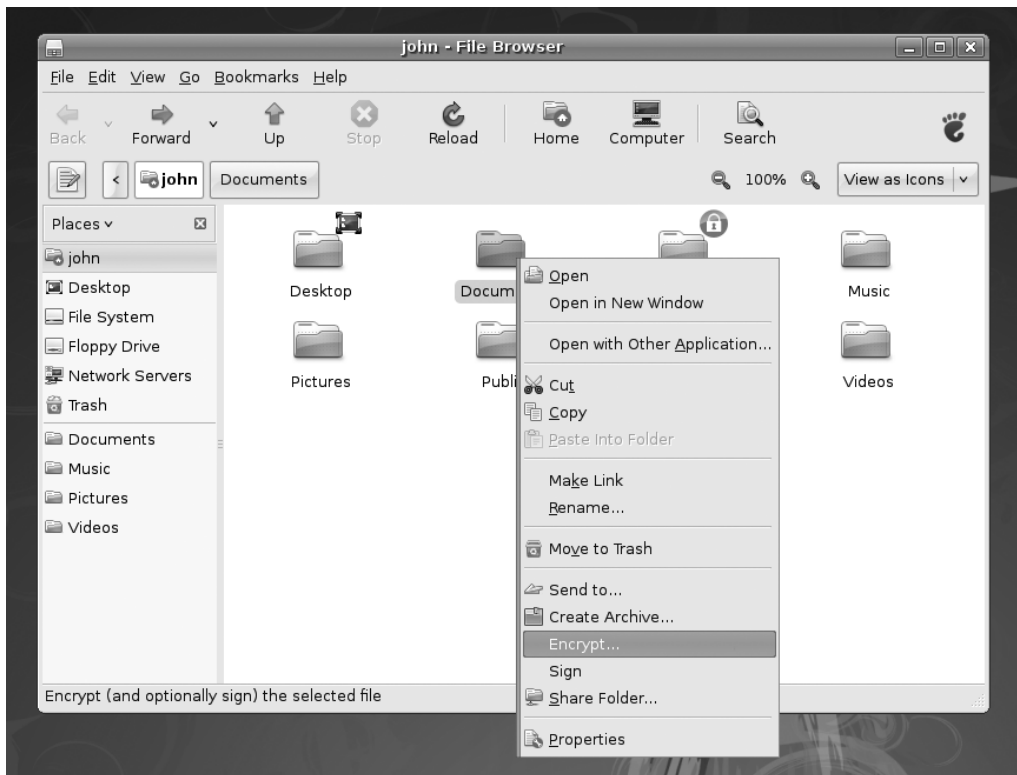 john - File Browser
File Edit View Go Bookmarks Help
Back Forward Up Stop Reload Home Computer Search
john Documents 100% View as Icons
Places
john
Desktop
File System
Floppy Drive
Network Servers
Trash
Documents
Music
Pictures
Videos
Desktop Docum Music
Pictures Publi Videos
Open
Open in New Window
Open with Other Application...
Cut
Copy
Paste Into Folder
Make Link
Rename...
Move to Trash
Send to...
Create Archive...
Encrypt...
Sign
Share Folder...
Properties
Encrypt (and optionally sign) the selected file